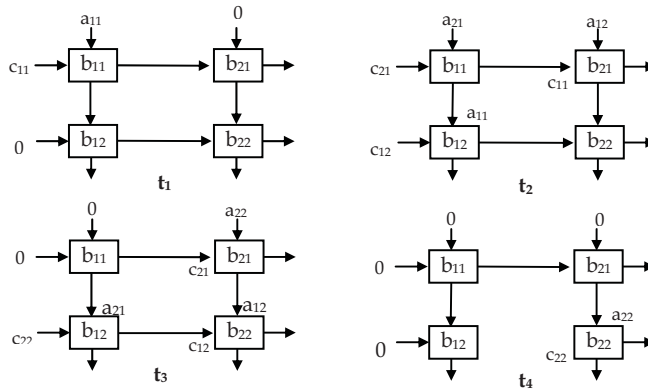 a₁₁ 0
c₁₁ b₁₁ b₂₁
0 b₁₂ b₂₂
t₁
a₂₁ a₁₂
c₂₁ b₁₁ c₁₁ b₂₁
a₁₁
c₁₂ b₁₂ b₂₂
t₂
0 a₂₂
0 b₁₁ c₂₁ b₂₁
a₂₁ a₁₂
c₂₂ b₁₂ c₁₂ b₂₂
t₃
0 0
0 b₁₁ b₂₁
a₂₂
0 b₁₂ c₂₂ b₂₂
t₄